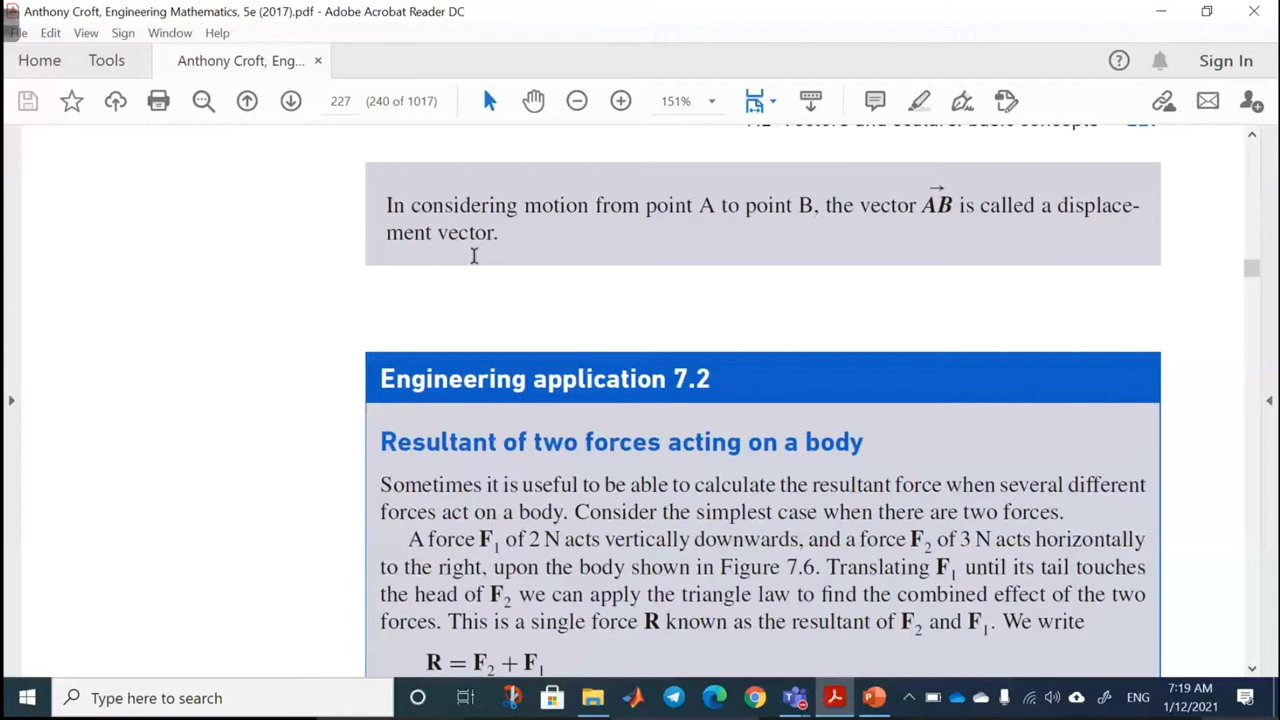 Anthony Croft, Engineering Mathematics, 5e (2017).pdf - Adobe Acrobat Reader DC
File Edit View Sign Window Help
Home Tools Anthony Croft, Eng... × Sign In
227 (240 of 1017) 151%
In considering motion from point A to point B, the vector AB is called a displace-
ment vector.
Engineering application 7.2
Resultant of two forces acting on a body
Sometimes it is useful to be able to calculate the resultant force when several different
forces act on a body. Consider the simplest case when there are two forces.
A force F₁ of 2 N acts vertically downwards, and a force F₂ of 3 N acts horizontally
to the right, upon the body shown in Figure 7.6. Translating F₁ until its tail touches
the head of F₂ we can apply the triangle law to find the combined effect of the two
forces. This is a single force R known as the resultant of F₂ and F₁. We write
R = F₂ + F₁
Type here to search
ENG
7:19 AM
1/12/2021